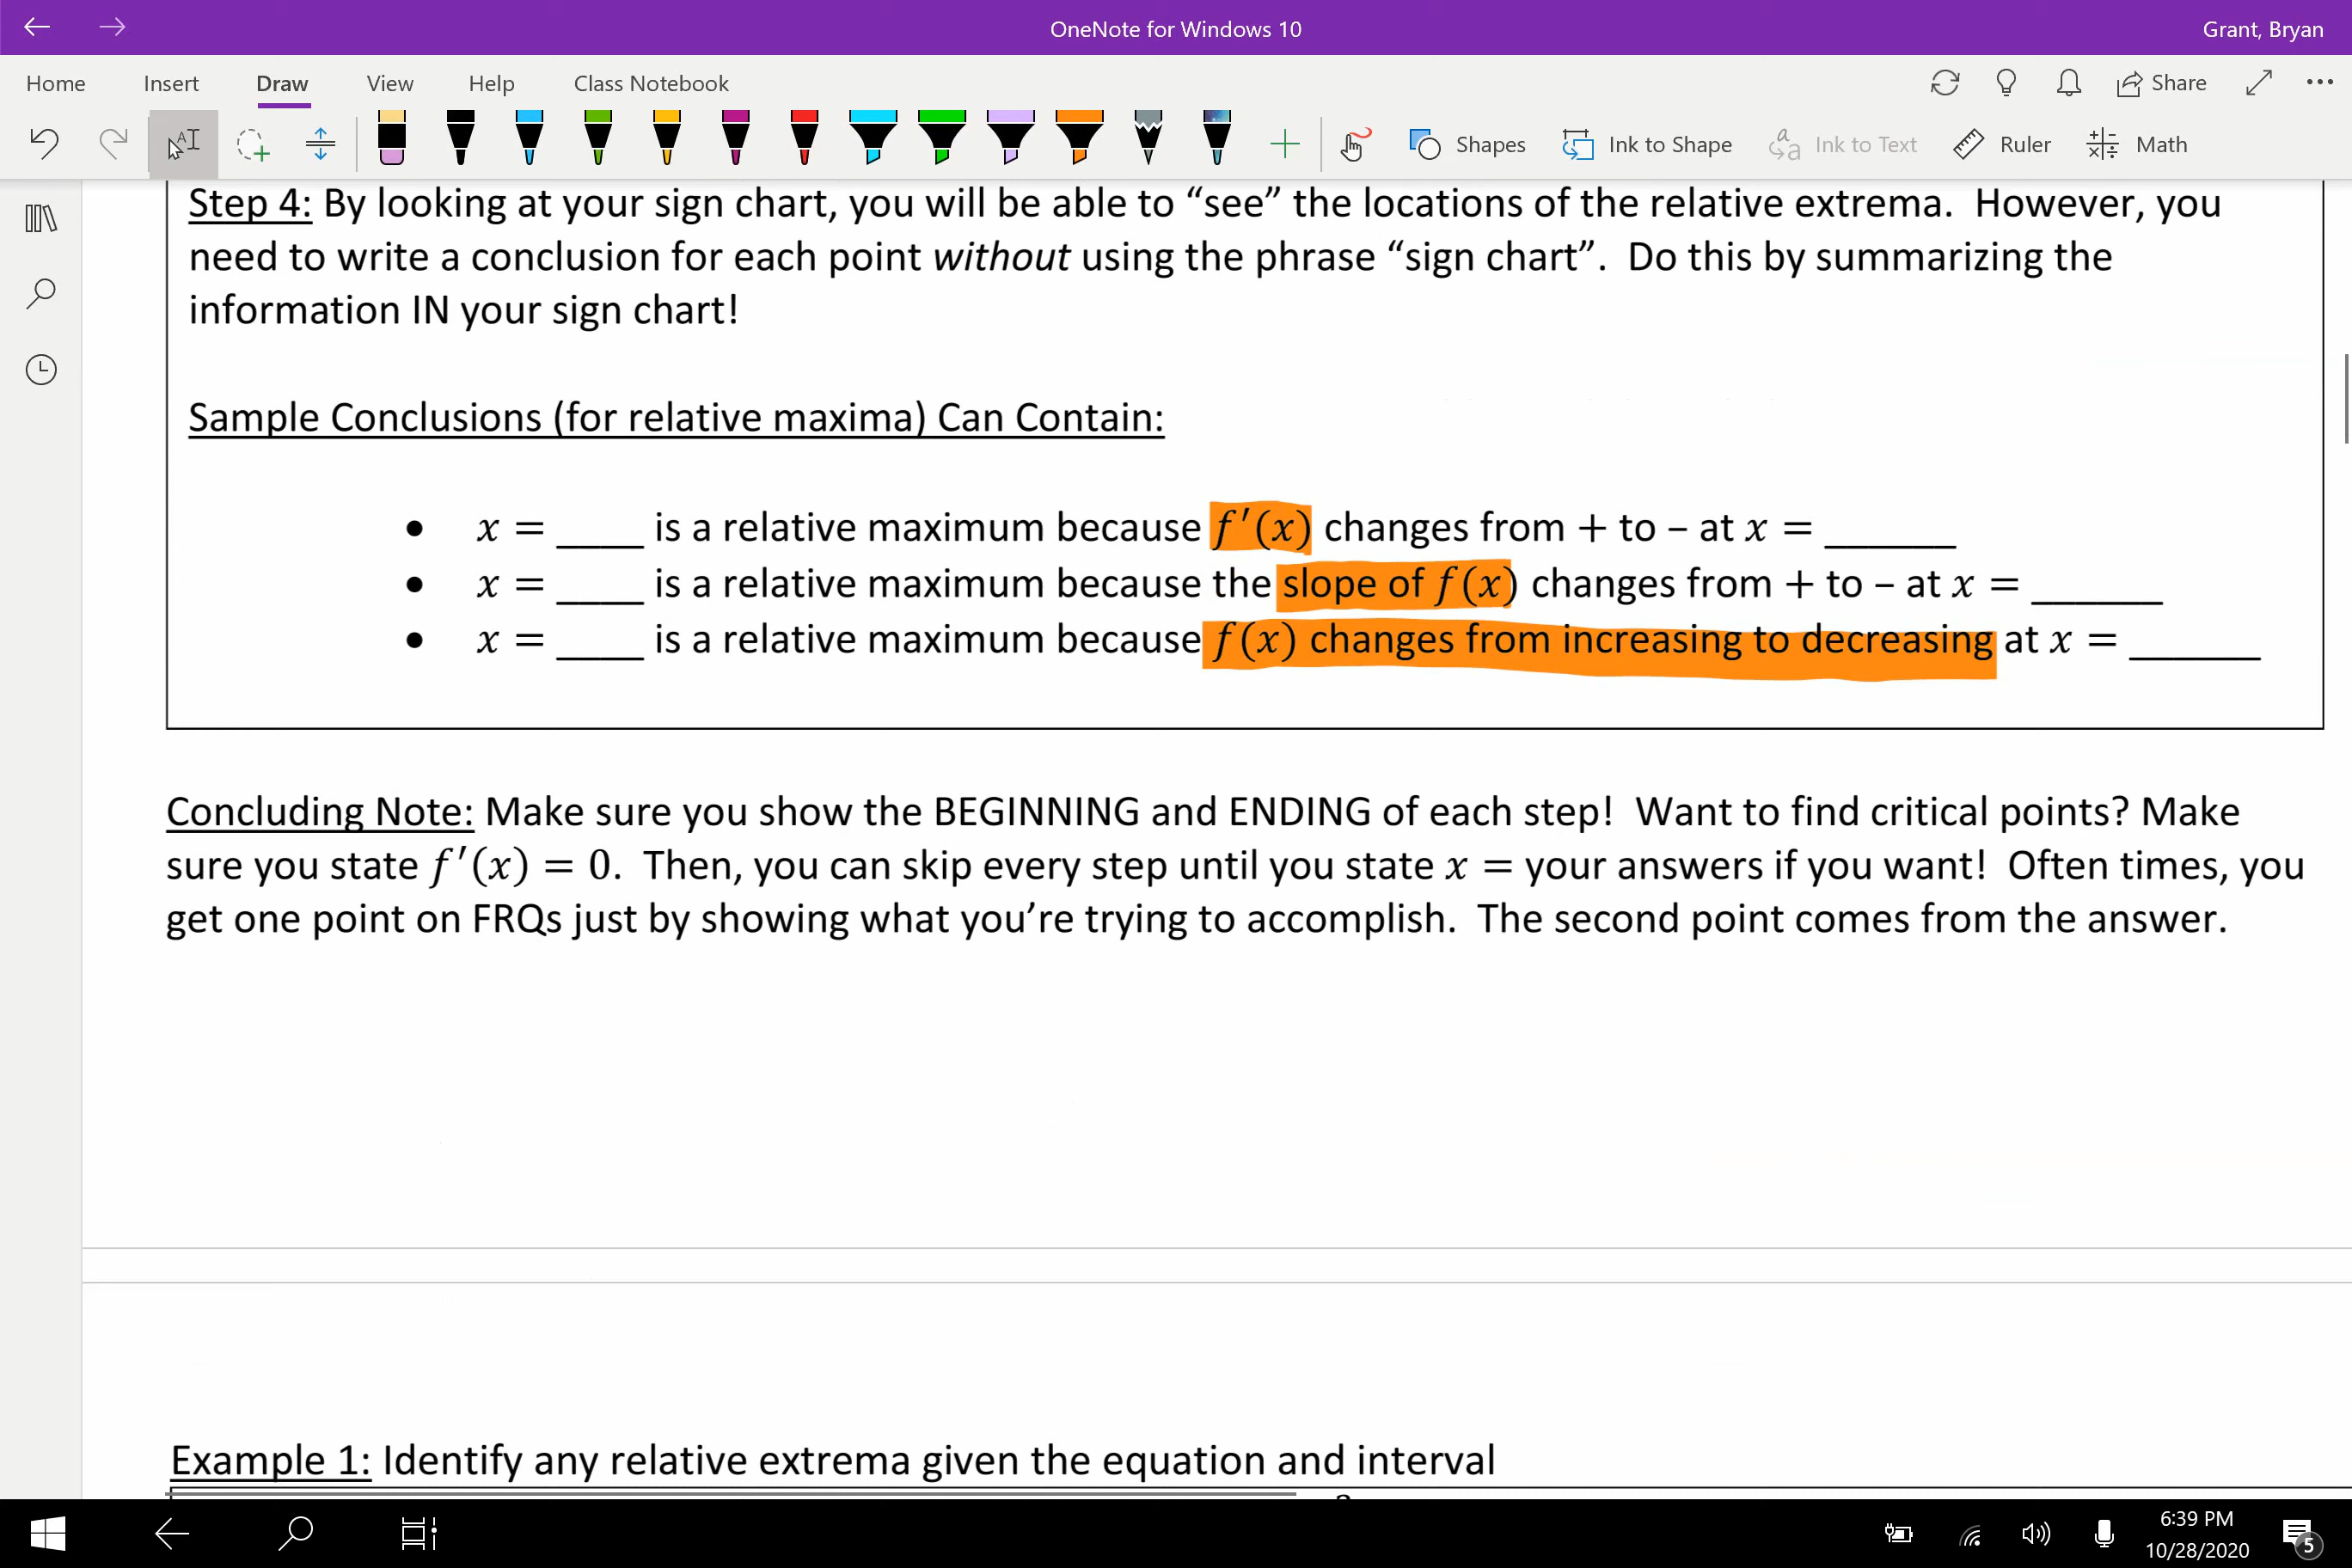 OneNote for Windows 10
Grant, Bryan
Home Insert Draw View Help Class Notebook Share
Shapes Ink to Shape Ink to Text Ruler Math
Step 4: By looking at your sign chart, you will be able to “see” the locations of the relative extrema. However, you
need to write a conclusion for each point without using the phrase “sign chart”. Do this by summarizing the
information IN your sign chart!
Sample Conclusions (for relative maxima) Can Contain:
• x = ____ is a relative maximum because f′(x) changes from + to – at x = ______
• x = ____ is a relative maximum because the slope of f(x) changes from + to – at x = ______
• x = ____ is a relative maximum because f(x) changes from increasing to decreasing at x = ______
Concluding Note: Make sure you show the BEGINNING and ENDING of each step! Want to find critical points? Make
sure you state f′(x) = 0. Then, you can skip every step until you state x = your answers if you want! Often times, you
get one point on FRQs just by showing what you’re trying to accomplish. The second point comes from the answer.
Example 1: Identify any relative extrema given the equation and interval
6:39 PM
10/28/2020
5